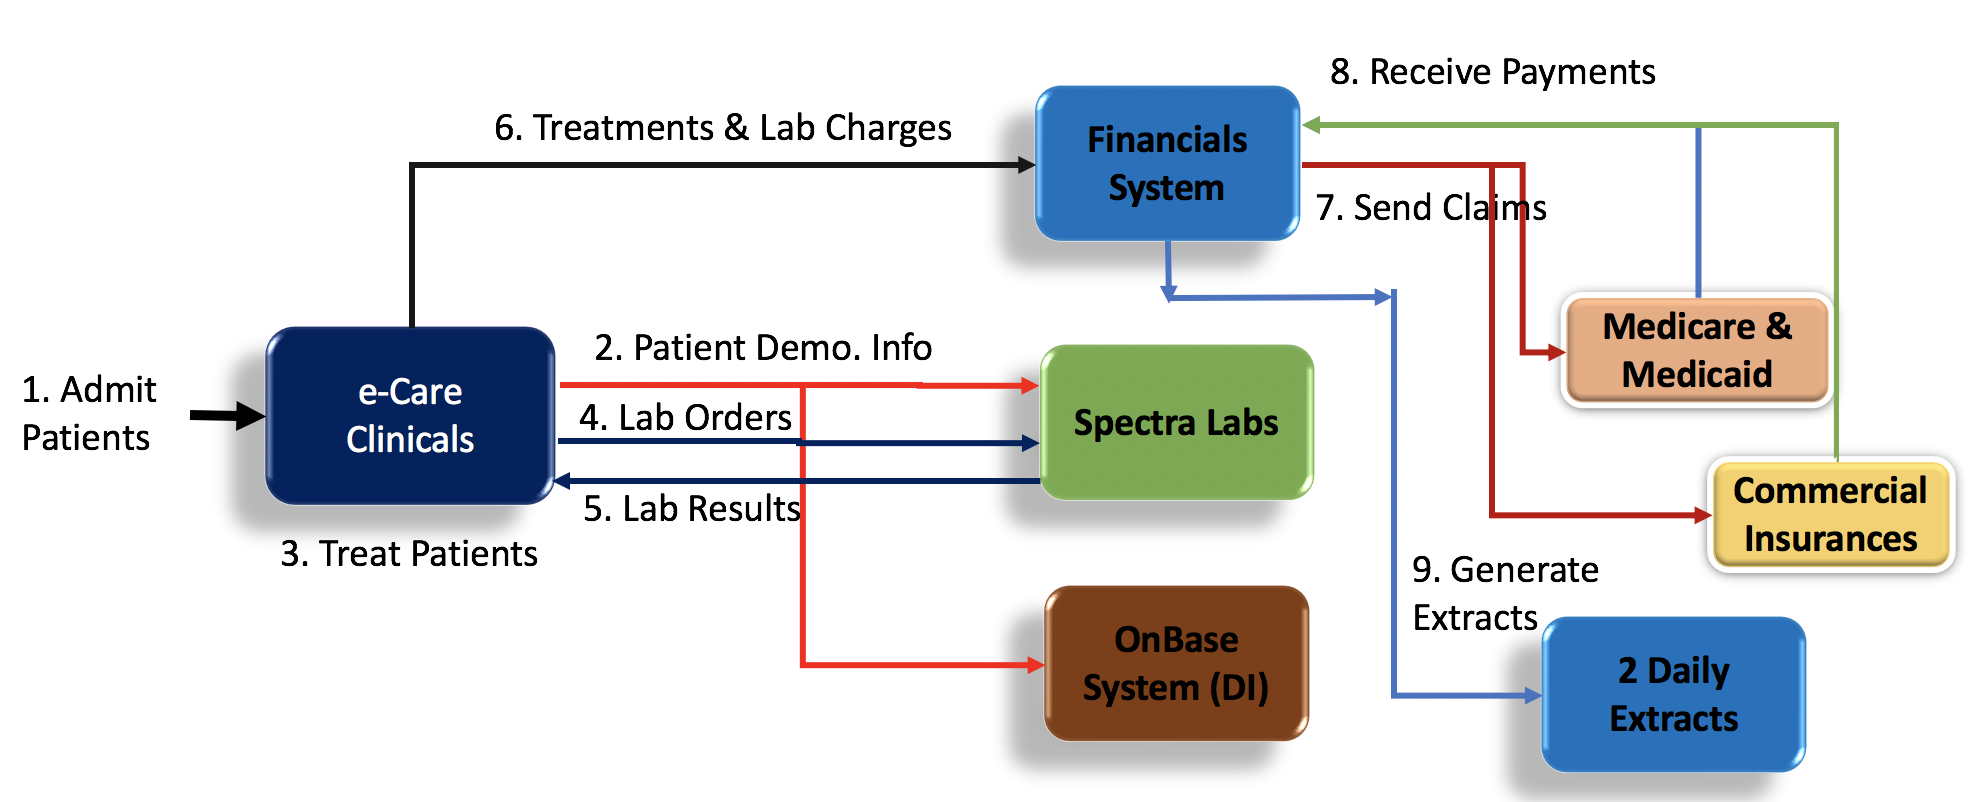 8. Receive Payments
6. Treatments & Lab Charges
Financials
System
7. Send Claims
1. Admit
Patients
e-Care
Clinicals
2. Patient Demo. Info
4. Lab Orders
5. Lab Results
3. Treat Patients
Spectra Labs
Medicare &
Medicaid
Commercial
Insurances
OnBase
System (DI)
9. Generate
Extracts
2 Daily
Extracts